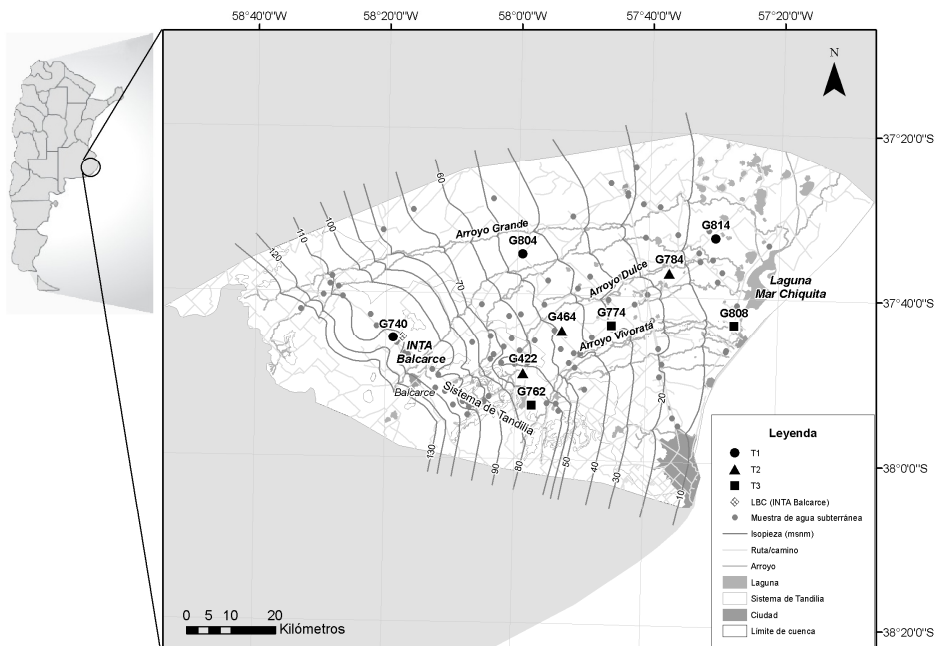 58°40'0"W 58°20'0"W 58°0'0"W 57°40'0"W 57°20'0"W
N
37°20'0"S
60
100
110
120
Arroyo Grande
G814
G804
70
G784
Arroyo Dulce
Laguna
Mar Chiquita
37°40'0"S
G464
G774
G808
G740
Arroyo Vivoratá
INTA
Balcarce
G422
Balcarce
G762
Sistema de Tandilia
20
130
90
80
50
40
30
10
38°0'0"S
Leyenda
T1
T2
T3
LBC (INTA Balcarce)
Muestra de agua subterránea
Isopieza (msnm)
Ruta/camino
Arroyo
Laguna
Sistema de Tandilia
Ciudad
Límite de cuenca
0 5 10 20
Kilómetros
38°20'0"S